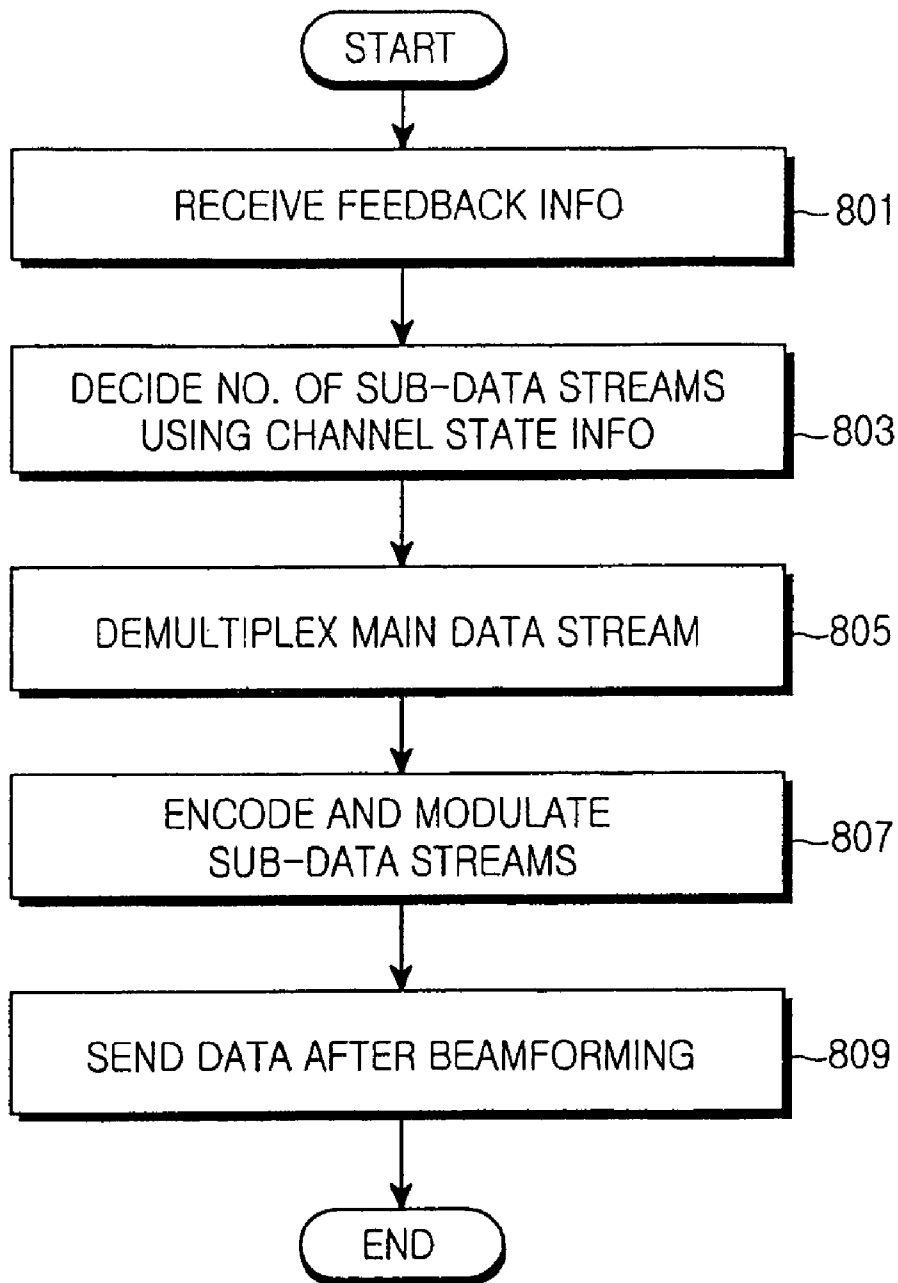 START
RECEIVE FEEDBACK INFO
801
DECIDE NO. OF SUB-DATA STREAMS
USING CHANNEL STATE INFO
803
DEMULTIPLEX MAIN DATA STREAM
805
ENCODE AND MODULATE
SUB-DATA STREAMS
807
SEND DATA AFTER BEAMFORMING
809
END